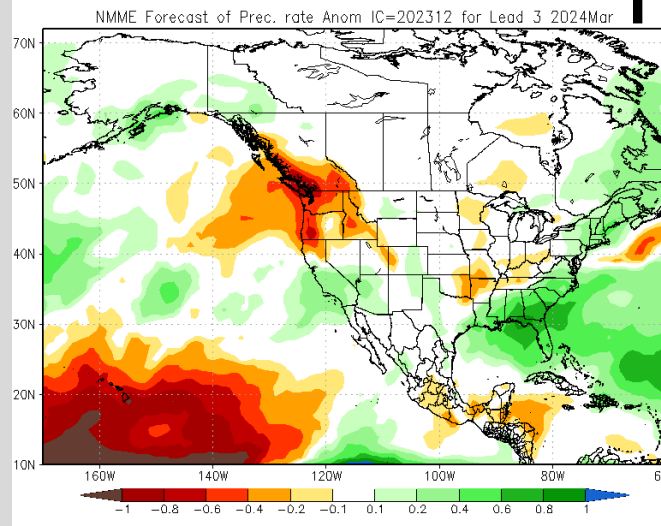 NMME Forecast of Prec. rate Anom IC=202312 for Lead 3 2024Mar
70N
60N
50N
40N
30N
20N
10N
160W 140W 120W 100W 80W 6
-1 -0.8 -0.6 -0.4 -0.2 -0.1 0.1 0.2 0.4 0.6 0.8 1